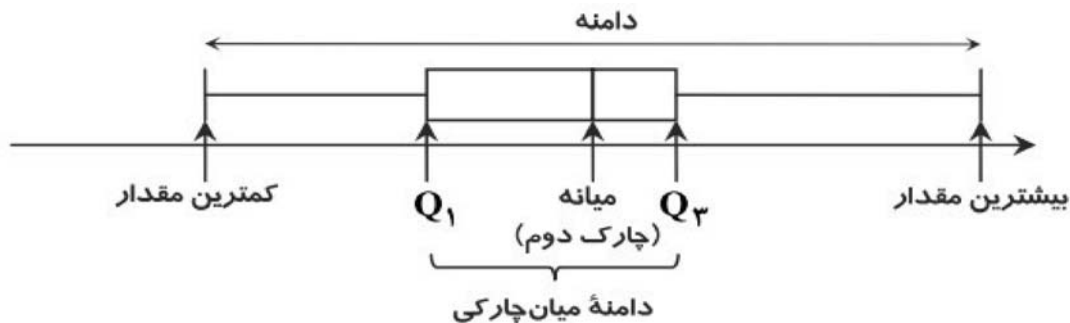 دامنه
کمترین مقدار
Q۱
میانه
(چارک دوم)
Q۳
بیشترین مقدار
دامنهٔ میان‌چارکی